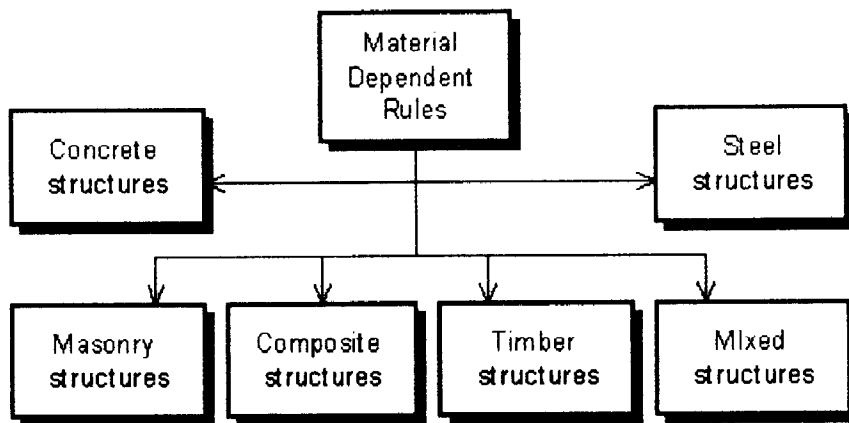 Material
Dependent
Rules
Concrete
structures
Steel
structures
Masonry
structures
Composite
structures
Timber
structures
MIxed
structures